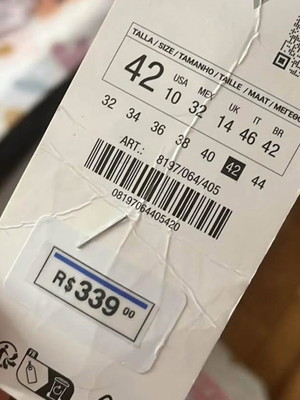 TALLA / SIZE / TAMANHO / TAILLE / MAAT /
42 USA MEX UK IT BR
10 32 14 46 42
32 34 36 38 40 42 44
ART.: 8197/064/405
08197064405420
R$339 00